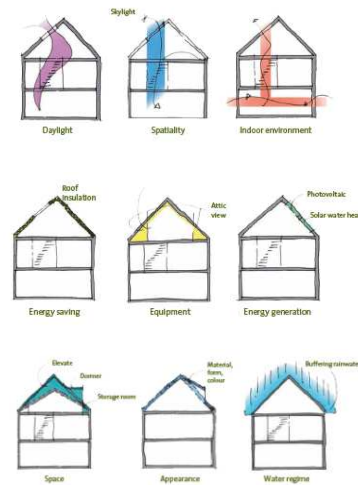 Skylight
Daylight
Spatiality
Indoor environment
Roof
insulation
Attic
view
Photovoltaic
Solar water hea
Energy saving
Equipment
Energy generation
Elevate
Dormer
Storage room
Material,
form,
colour
Buffering rainwate
Space
Appearance
Water regime